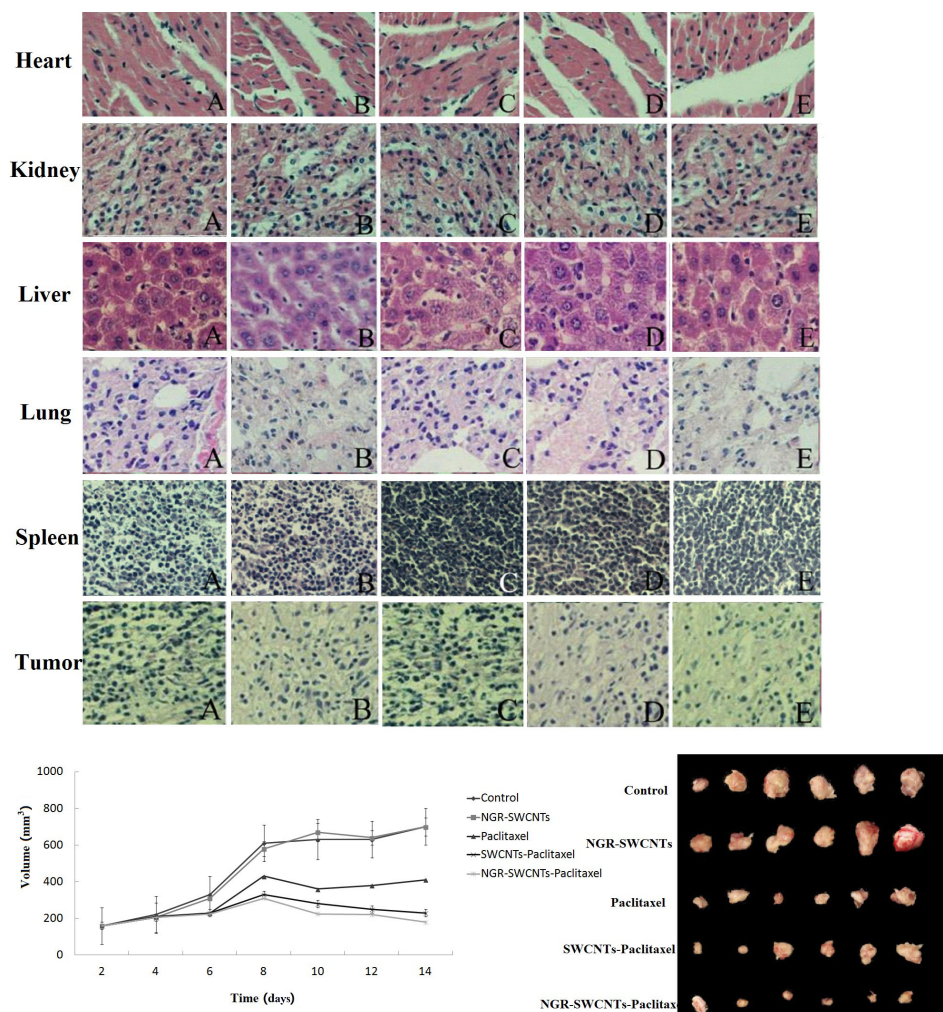 Heart
A B C D E
Kidney
A B C D E
Liver
A B C D E
Lung
A B C D E
Spleen
A B C D E
Tumor
A B C D E
1000
800
600
400
200
0
Volume (mm³)
2 4 6 8 10 12 14
Time (days)
Control
NGR-SWCNTs
Paclitaxel
SWCNTs-Paclitaxel
NGR-SWCNTs-Paclitaxel
Control
NGR-SWCNTs
Paclitaxel
SWCNTs-Paclitaxel
NGR-SWCNTs-Paclitaxe